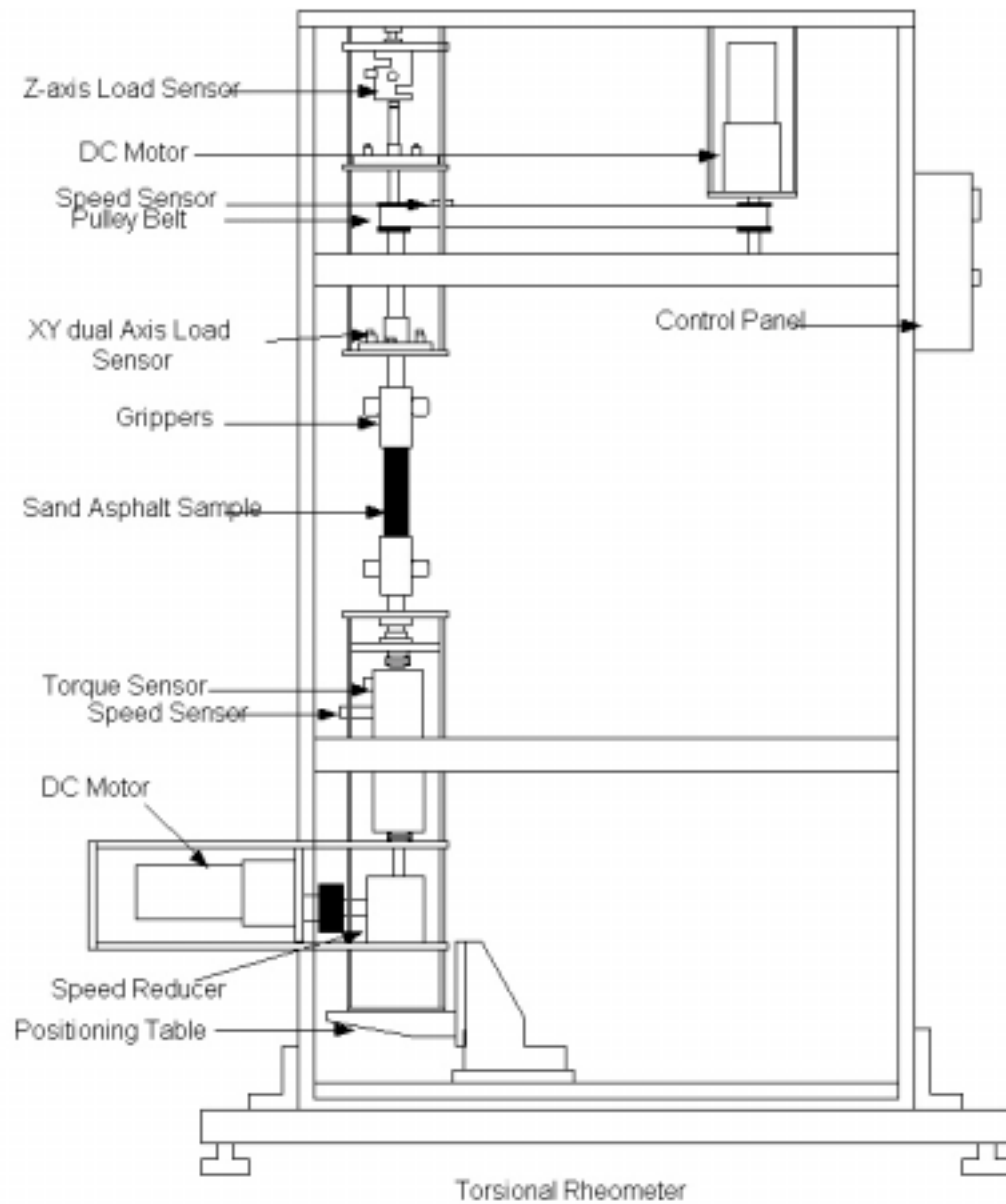 Z-axis Load Sensor
DC Motor
Speed Sensor
Pulley Belt
XY dual Axis Load
Sensor
Control Panel
Grippers
Sand Asphalt Sample
Torque Sensor
Speed Sensor
DC Motor
Speed Reducer
Positioning Table
Torsional Rheometer